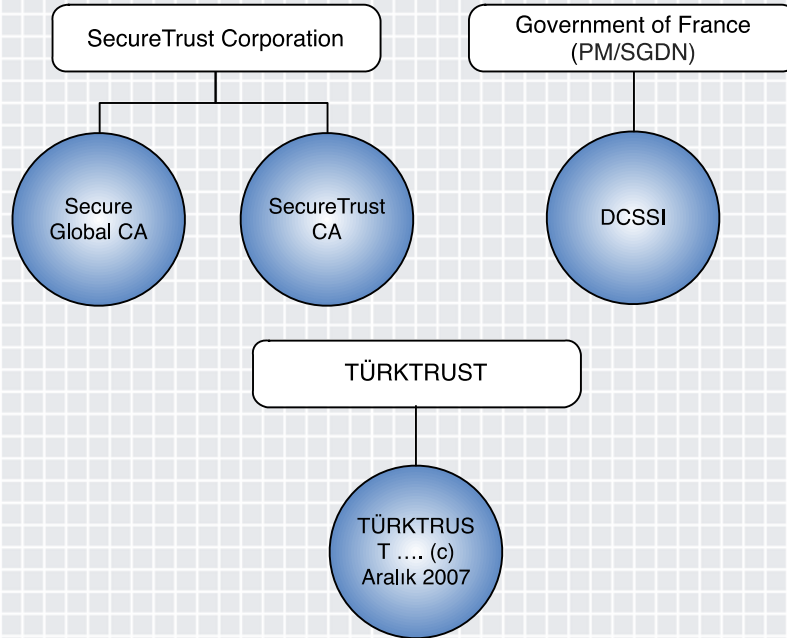 SecureTrust Corporation
Government of France
(PM/SGDN)
Secure
Global CA
SecureTrust
CA
DCSSI
TÜRKTRUST
TÜRKTRUS
T .... (c)
Aralık 2007